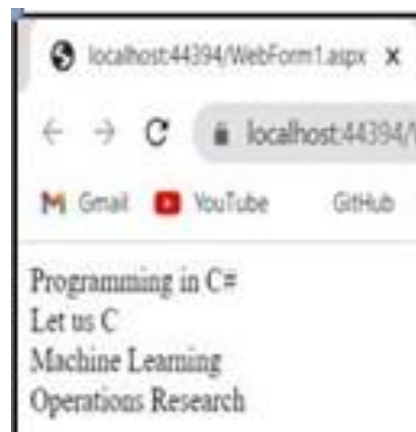 localhost:44394/WebForm1.aspx X
localhost:44394/
Gmail YouTube GitHub
Programming in C#
Let us C
Machine Learning
Operations Research